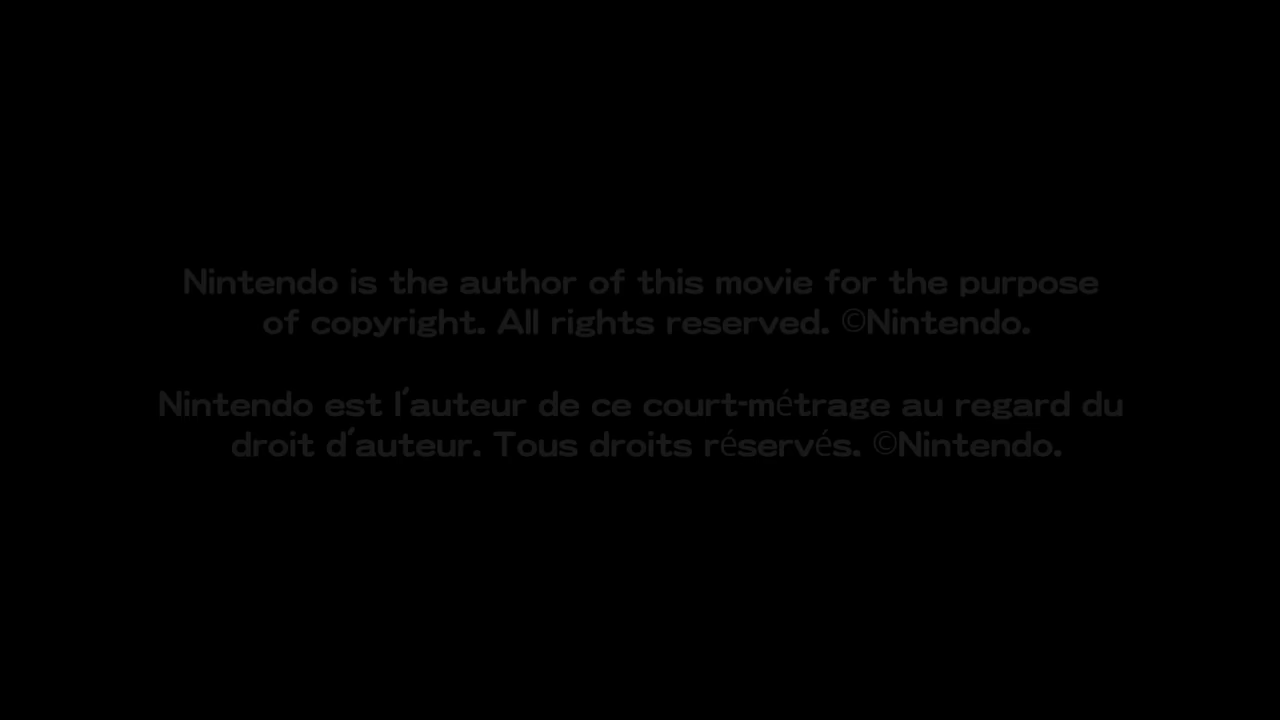 Nintendo is the author of this movie for the purpose
of copyright. All rights reserved. ©Nintendo.
Nintendo est l'auteur de ce court-métrage au regard du
droit d'auteur. Tous droits réservés. ©Nintendo.